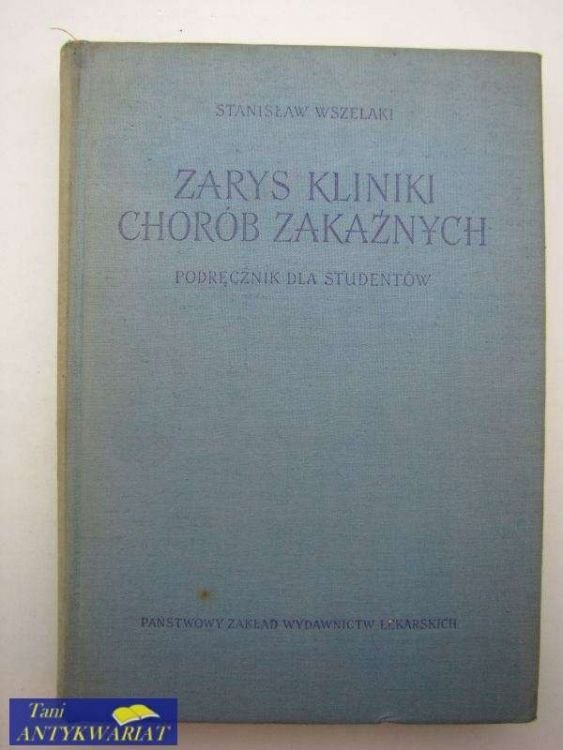 STANISŁAW WSZELAKI
ZARYS KLINIKI
CHORÓB ZAKAŹNYCH
PODRĘCZNIK DLA STUDENTÓW
PAŃSTWOWY ZAKŁAD WYDAWNICTW LEKARSKICH
Tani
ANTYKWARIAT